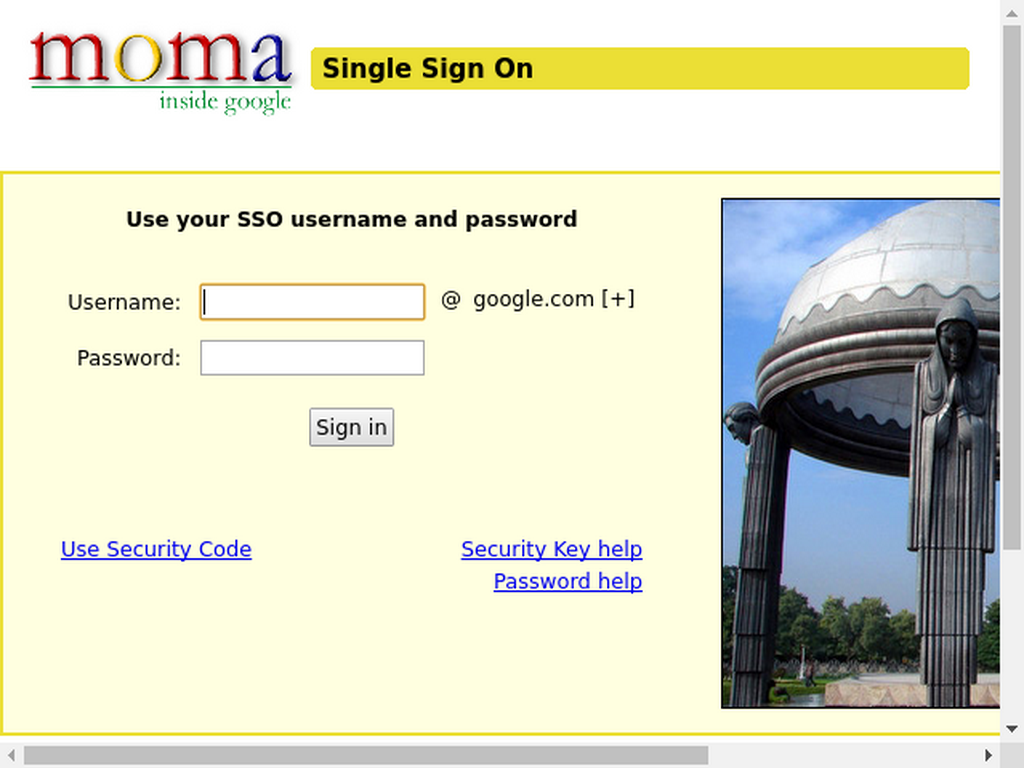 moma
inside google
Single Sign On
Use your SSO username and password
Username: @ google.com [+]
Password:
Sign in
Use Security Code Security Key help
Password help